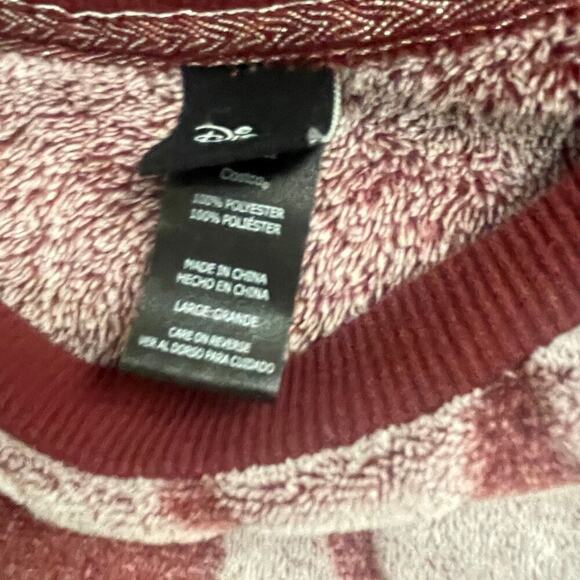 Costco
100% POLYESTER
100% POLIÉSTER
MADE IN CHINA
HECHO EN CHINA
LARGE/GRANDE
CARE ON REVERSE
VER AL DORSO PARA CUIDADO